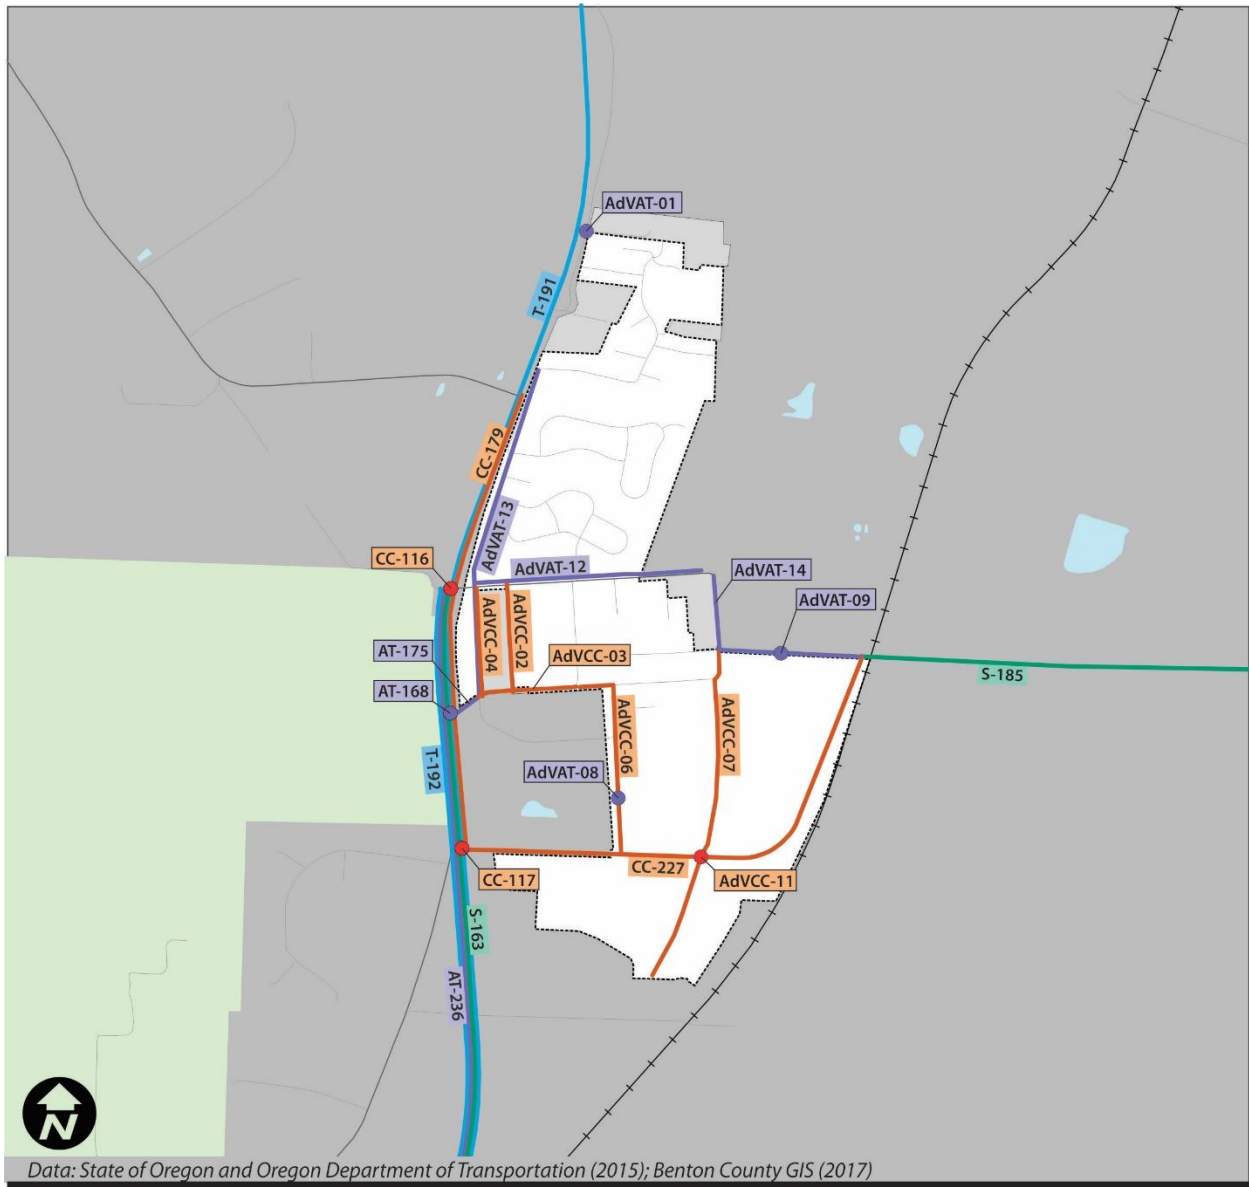 AdVAT-01
T-191
CC-179
AdVAT-13
CC-116
AdVAT-12
AdVAT-14
AdVAT-09
AdVCC-04
AdVCC-02
AT-175
AdVCC-03
S-185
AT-168
AdVCC-06
AdVCC-07
T-192
AdVAT-08
CC-227
CC-117
AdVCC-11
S-163
AT-236
N
Data: State of Oregon and Oregon Department of Transportation (2015); Benton County GIS (2017)